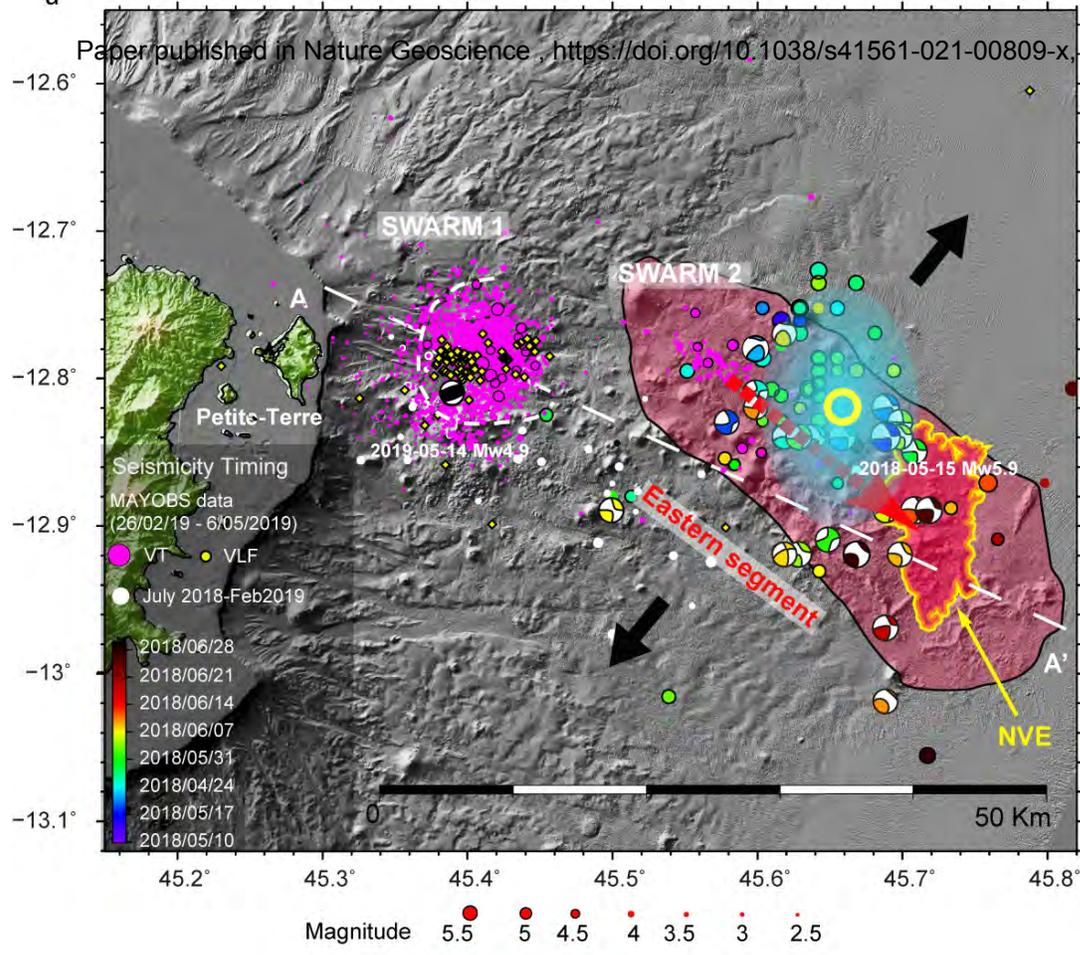 Paper published in Nature Geoscience , https://doi.org/10.1038/s41561-021-00809-x,
−12.6°
−12.7°
−12.8°
−12.9°
−13°
−13.1°
SWARM 1
SWARM 2
A
Petite-Terre
2019-05-14 Mw4.9
2018-05-15 Mw5.9
Eastern segment
A'
NVE
Seismicity Timing
MAYOBS data
(26/02/19 - 6/05/2019)
VT
VLF
July 2018-Feb2019
2018/06/28
2018/06/21
2018/06/14
2018/06/07
2018/05/31
2018/04/24
2018/05/17
2018/05/10
0
50 Km
45.2° 45.3° 45.4° 45.5° 45.6° 45.7° 45.8°
Magnitude 5.5 5 4.5 4 3.5 3 2.5